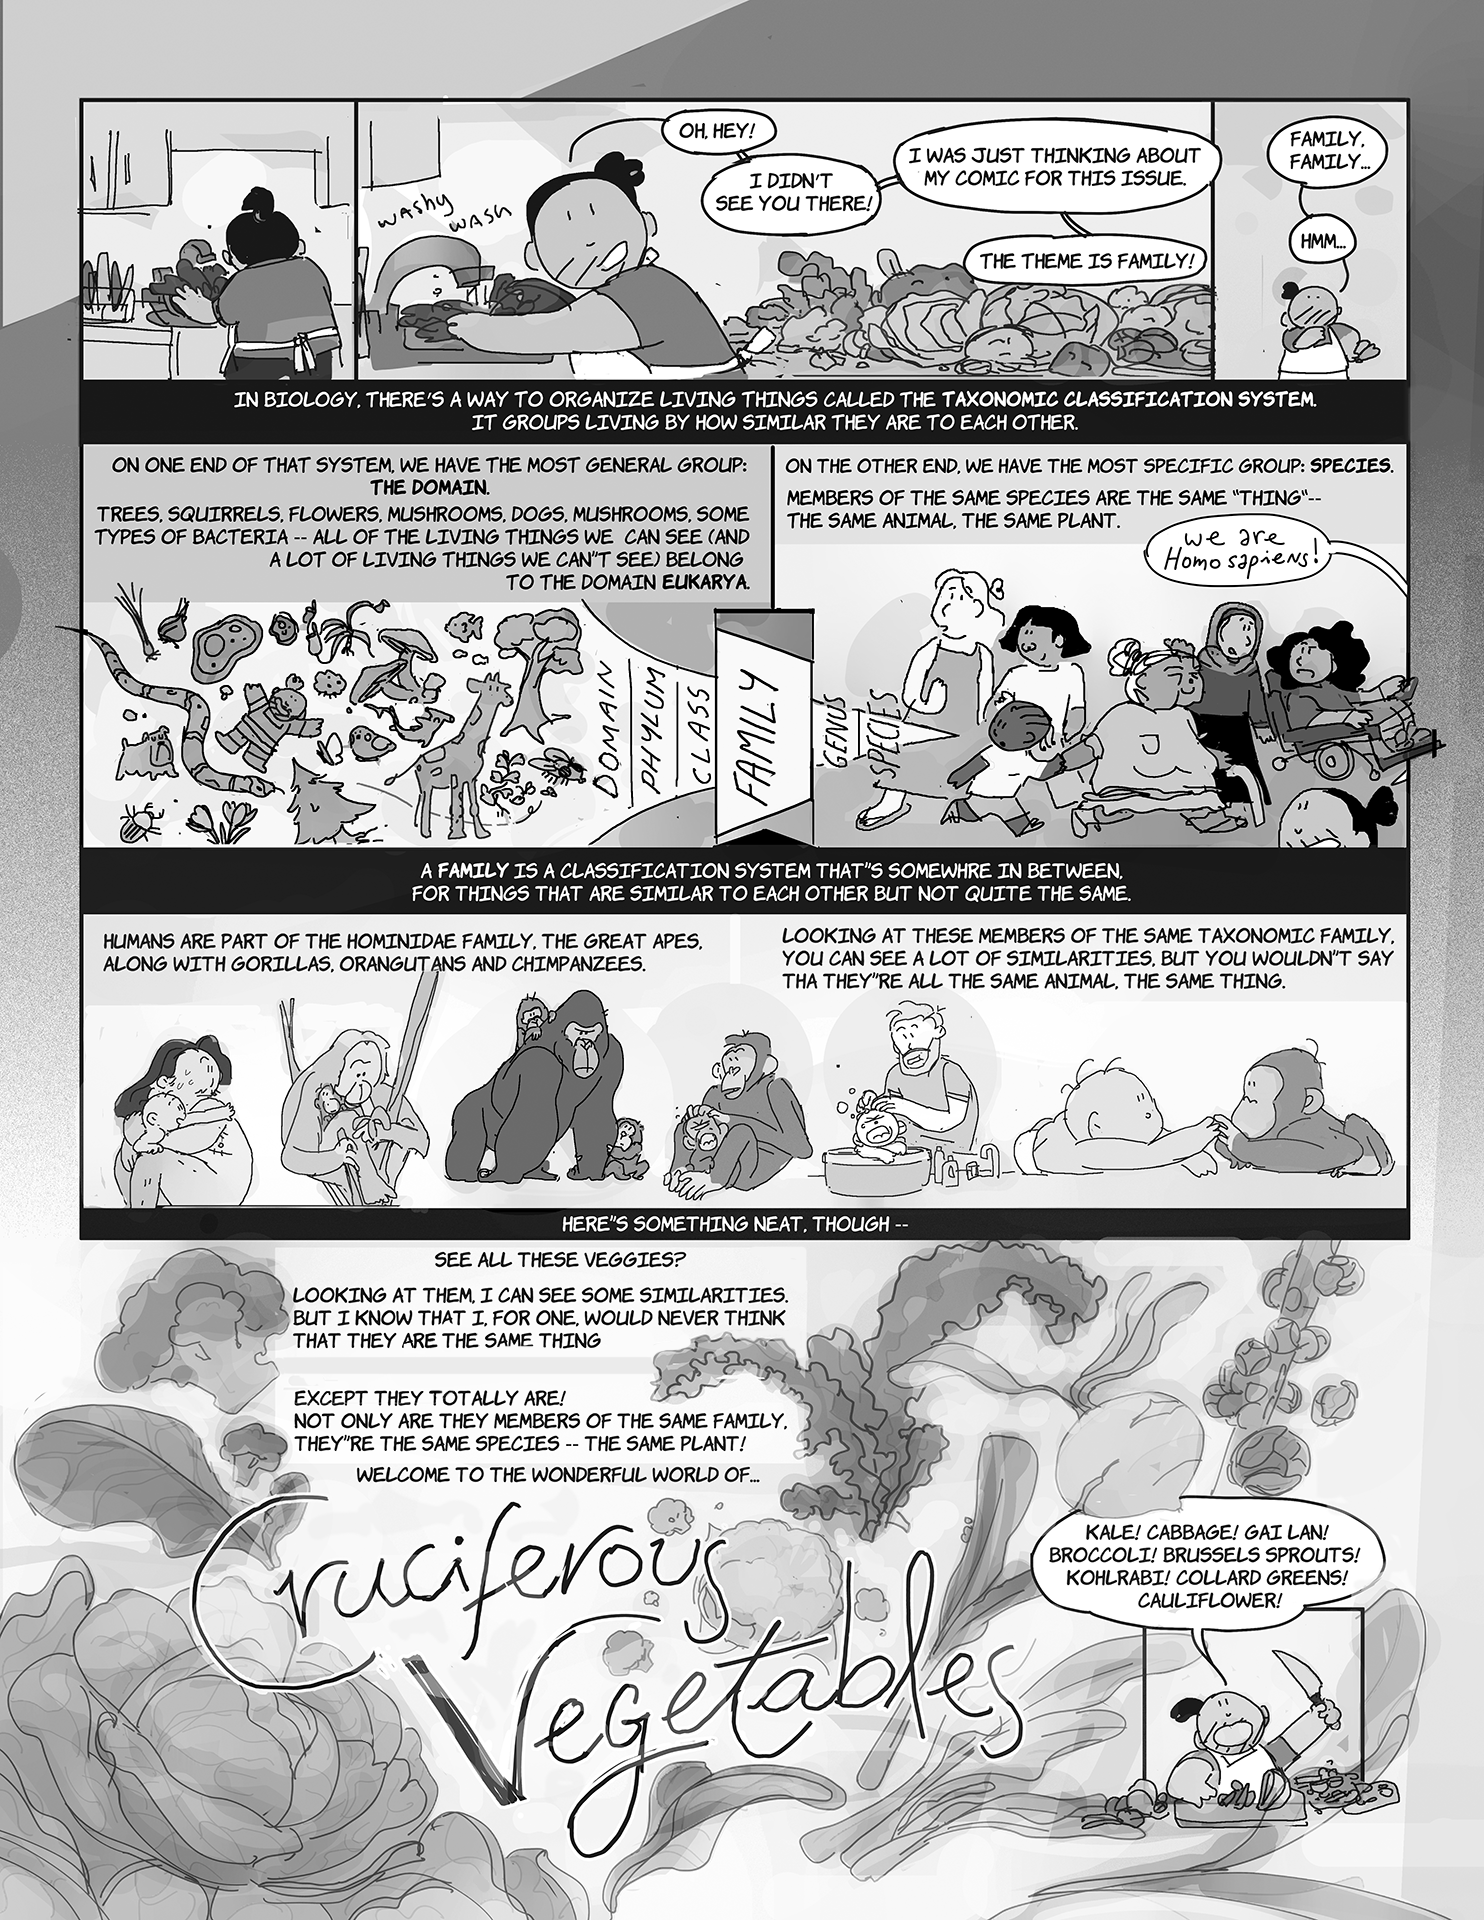 OH, HEY!
I DIDN'T
SEE YOU THERE!
I WAS JUST THINKING ABOUT
MY COMIC FOR THIS ISSUE.
THE THEME IS FAMILY!
washy
wash
FAMILY,
FAMILY...
HMM...
IN BIOLOGY, THERE'S A WAY TO ORGANIZE LIVING THINGS CALLED THE TAXONOMIC CLASSIFICATION SYSTEM.
IT GROUPS LIVING BY HOW SIMILAR THEY ARE TO EACH OTHER.
ON ONE END OF THAT SYSTEM, WE HAVE THE MOST GENERAL GROUP:
THE DOMAIN.
TREES, SQUIRRELS, FLOWERS, MUSHROOMS, DOGS, MUSHROOMS, SOME
TYPES OF BACTERIA -- ALL OF THE LIVING THINGS WE CAN SEE (AND
A LOT OF LIVING THINGS WE CAN"T SEE) BELONG
TO THE DOMAIN EUKARYA.
ON THE OTHER END, WE HAVE THE MOST SPECIFIC GROUP: SPECIES.
MEMBERS OF THE SAME SPECIES ARE THE SAME "THING"--
THE SAME ANIMAL, THE SAME PLANT.
we are
Homo sapiens!
DOMAIN
PHYLUM
CLASS
FAMILY
GENUS
SPECIES
A FAMILY IS A CLASSIFICATION SYSTEM THAT"S SOMEWHRE IN BETWEEN,
FOR THINGS THAT ARE SIMILAR TO EACH OTHER BUT NOT QUITE THE SAME.
HUMANS ARE PART OF THE HOMINIDAE FAMILY, THE GREAT APES,
ALONG WITH GORILLAS, ORANGUTANS AND CHIMPANZEES.
LOOKING AT THESE MEMBERS OF THE SAME TAXONOMIC FAMILY,
YOU CAN SEE A LOT OF SIMILARITIES, BUT YOU WOULDN"T SAY
THA THEY"RE ALL THE SAME ANIMAL, THE SAME THING.
HERE"S SOMETHING NEAT, THOUGH --
SEE ALL THESE VEGGIES?
LOOKING AT THEM, I CAN SEE SOME SIMILARITIES.
BUT I KNOW THAT I, FOR ONE, WOULD NEVER THINK
THAT THEY ARE THE SAME THING
EXCEPT THEY TOTALLY ARE!
NOT ONLY ARE THEY MEMBERS OF THE SAME FAMILY,
THEY"RE THE SAME SPECIES -- THE SAME PLANT!
WELCOME TO THE WONDERFUL WORLD OF...
Cruciferous
Vegetables
KALE! CABBAGE! GAI LAN!
BROCCOLI! BRUSSELS SPROUTS!
KOHLRABI! COLLARD GREENS!
CAULIFLOWER!